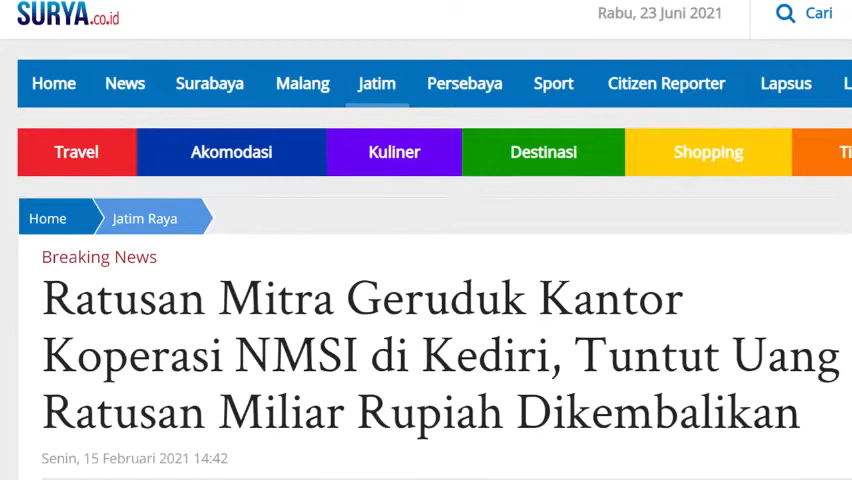 SURYA.co.id
Rabu, 23 Juni 2021
Cari
Home News Surabaya Malang Jatim Persebaya Sport Citizen Reporter Lapsus
Travel Akomodasi Kuliner Destinasi Shopping
Home Jatim Raya
Breaking News
Ratusan Mitra Geruduk Kantor
Koperasi NMSI di Kediri, Tuntut Uang
Ratusan Miliar Rupiah Dikembalikan
Senin, 15 Februari 2021 14:42